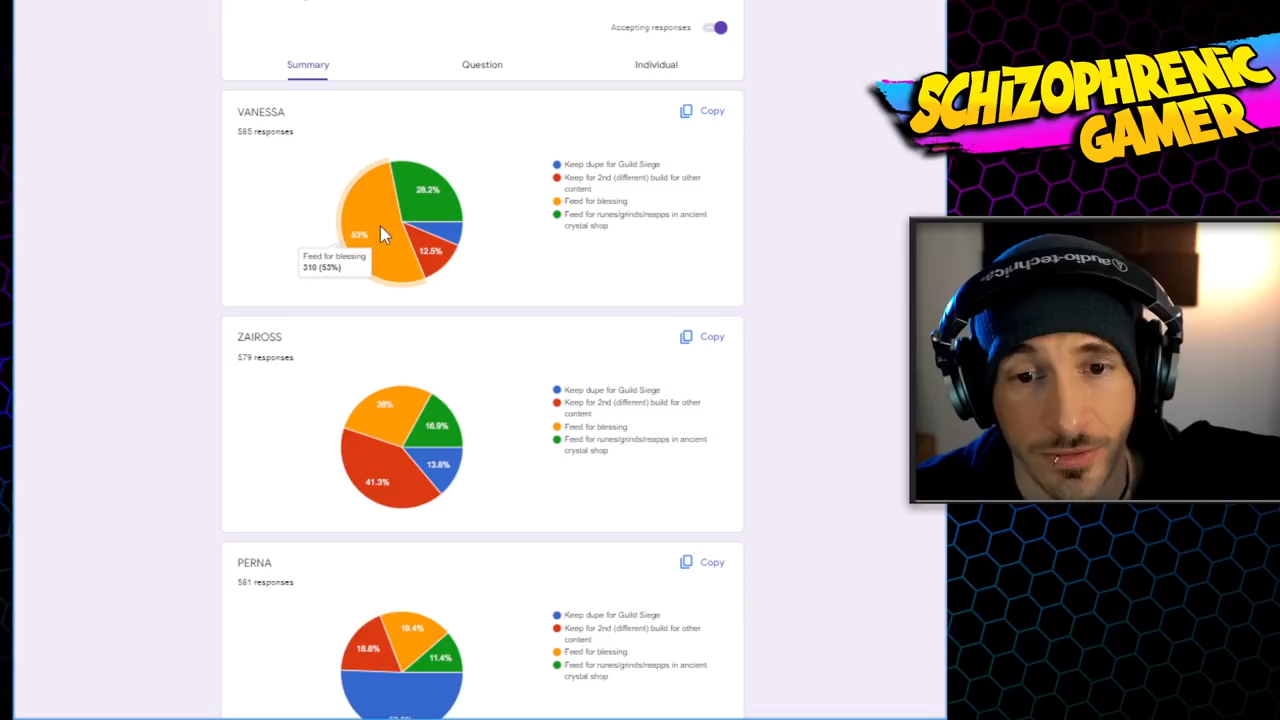 Accepting responses
Summary
Question
Individual
VANESSA
Copy
585 responses
28.2%
53%
12.5%
Feed for blessing
310 (53%)
Keep dupe for Guild Siege
Keep for 2nd (different) build for other
content
Feed for blessing
Feed for runes/grinds/reapps in ancient
crystal shop
ZAIROSS
Copy
579 responses
28%
16.9%
13.8%
41.3%
Keep dupe for Guild Siege
Keep for 2nd (different) build for other
content
Feed for blessing
Feed for runes/grinds/reapps in ancient
crystal shop
PERNA
Copy
581 responses
19.4%
18.6%
11.4%
Keep dupe for Guild Siege
Keep for 2nd (different) build for other
content
Feed for blessing
Feed for runes/grinds/reapps in ancient
crystal shop
SCHIZOPHRENIC
GAMER
audio-technica